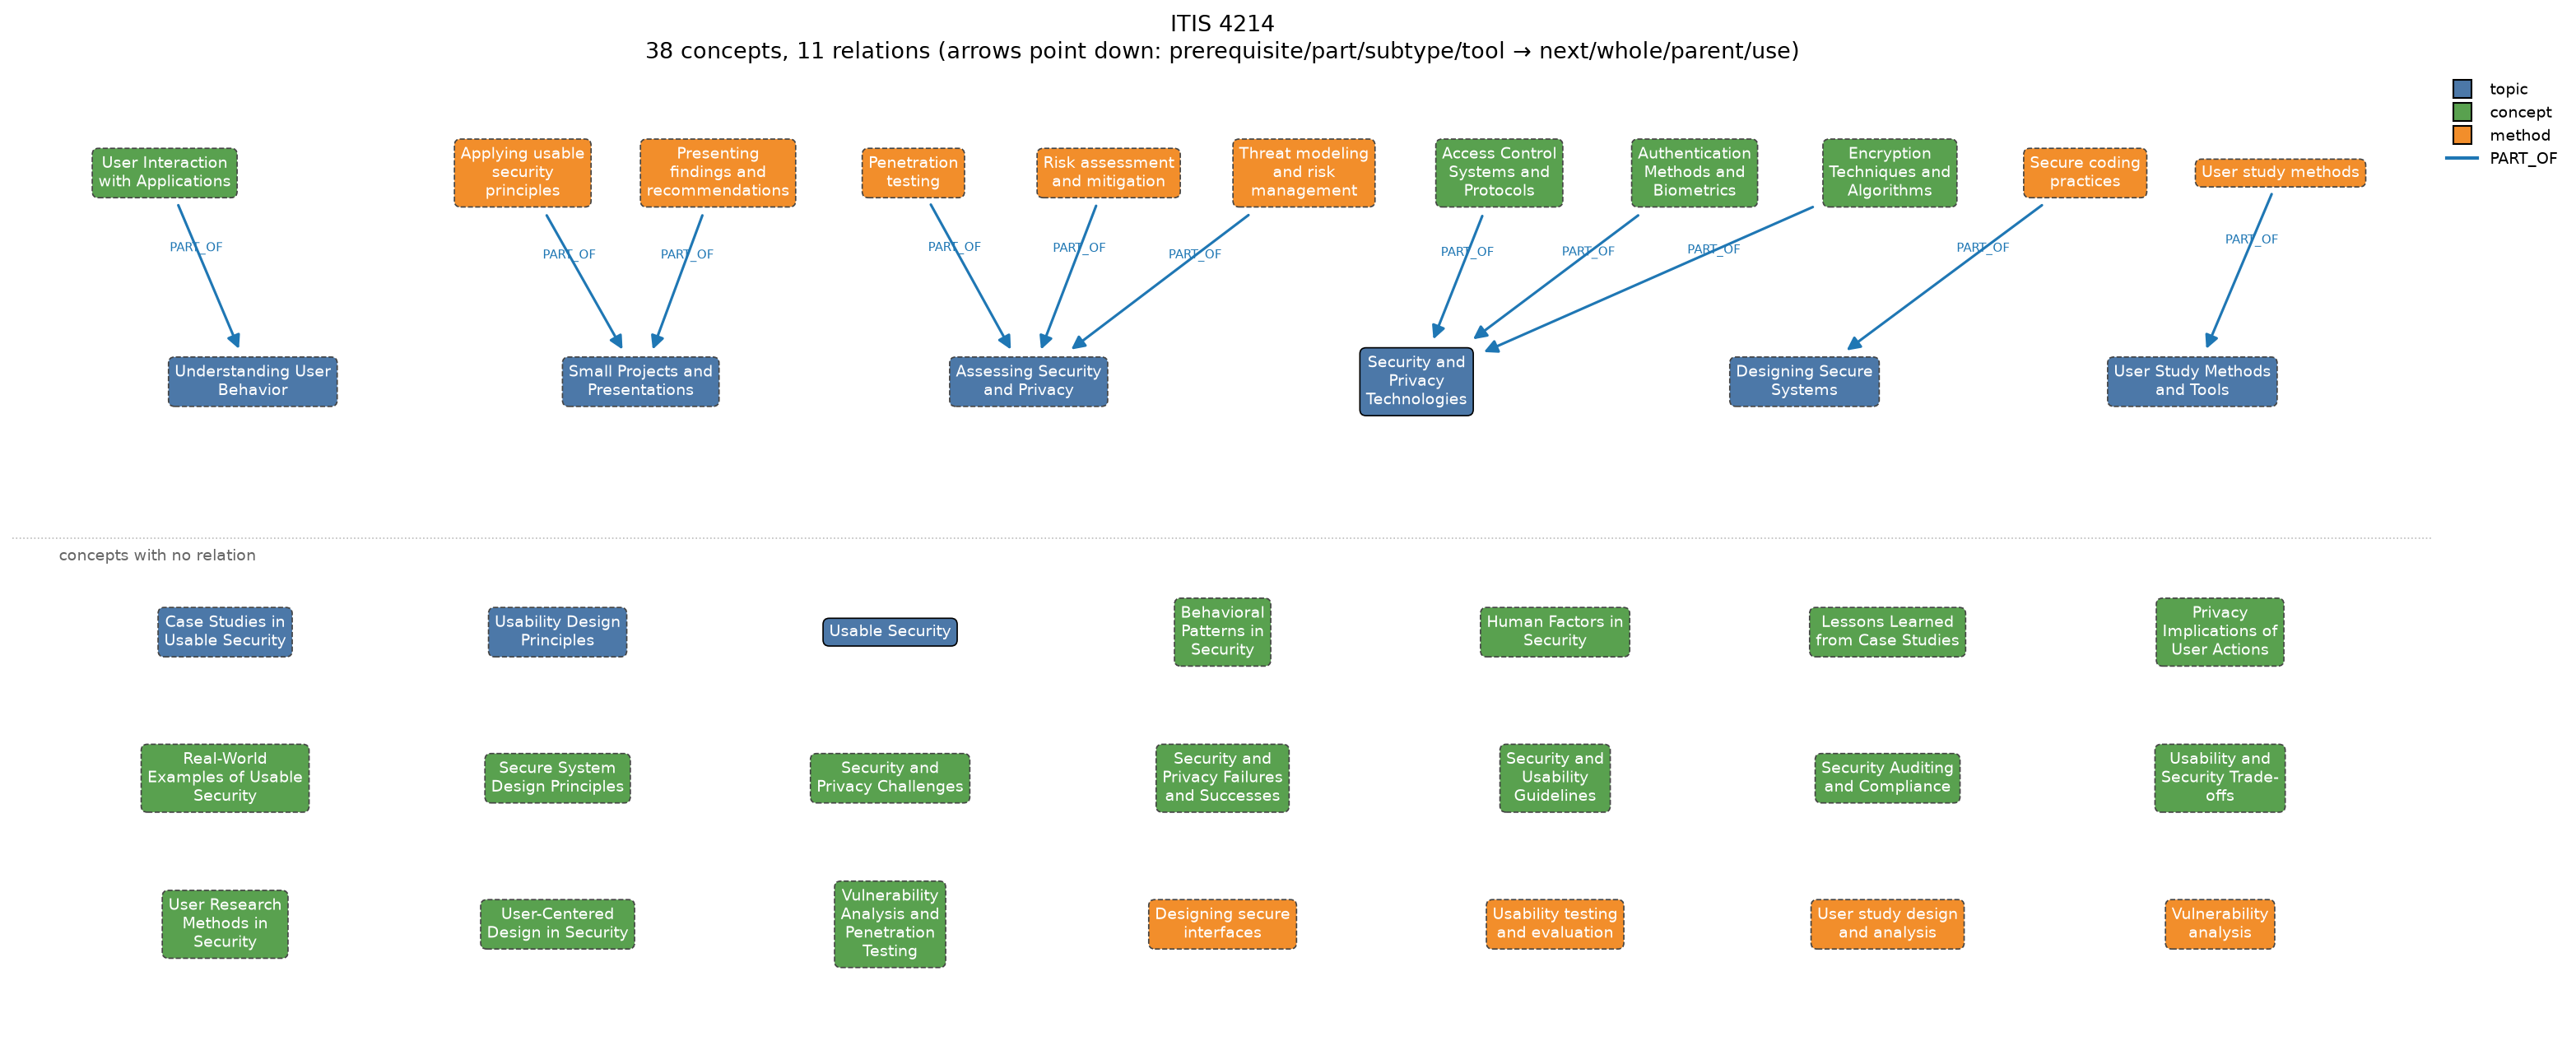 ITIS 4214
38 concepts, 11 relations (arrows point down: prerequisite/part/subtype/tool → next/whole/parent/use)
topic
concept
method
PART_OF
User Interaction
with Applications
Applying usable
security
principles
Presenting
findings and
recommendations
Penetration
testing
Risk assessment
and mitigation
Threat modeling
and risk
management
Access Control
Systems and
Protocols
Authentication
Methods and
Biometrics
Encryption
Techniques and
Algorithms
Secure coding
practices
User study methods
PART_OF
PART_OF
PART_OF
PART_OF
PART_OF
PART_OF
PART_OF
PART_OF
PART_OF
PART_OF
PART_OF
Understanding User
Behavior
Small Projects and
Presentations
Assessing Security
and Privacy
Security and
Privacy
Technologies
Designing Secure
Systems
User Study Methods
and Tools
concepts with no relation
Case Studies in
Usable Security
Usability Design
Principles
Usable Security
Behavioral
Patterns in
Security
Human Factors in
Security
Lessons Learned
from Case Studies
Privacy
Implications of
User Actions
Real-World
Examples of Usable
Security
Secure System
Design Principles
Security and
Privacy Challenges
Security and
Privacy Failures
and Successes
Security and
Usability
Guidelines
Security Auditing
and Compliance
Usability and
Security Trade-
offs
User Research
Methods in
Security
User-Centered
Design in Security
Vulnerability
Analysis and
Penetration
Testing
Designing secure
interfaces
Usability testing
and evaluation
User study design
and analysis
Vulnerability
analysis